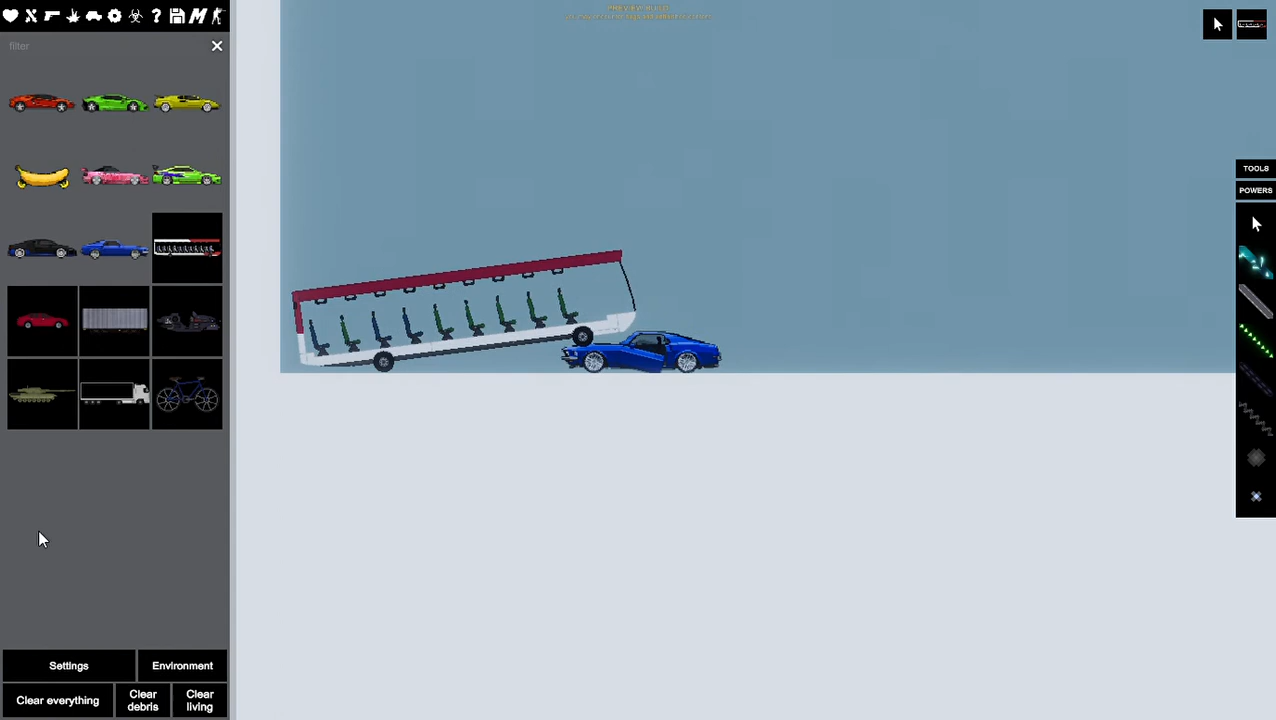 filter
TOOLS
POWERS
Settings
Environment
Clear everything
Clear
debris
Clear
living